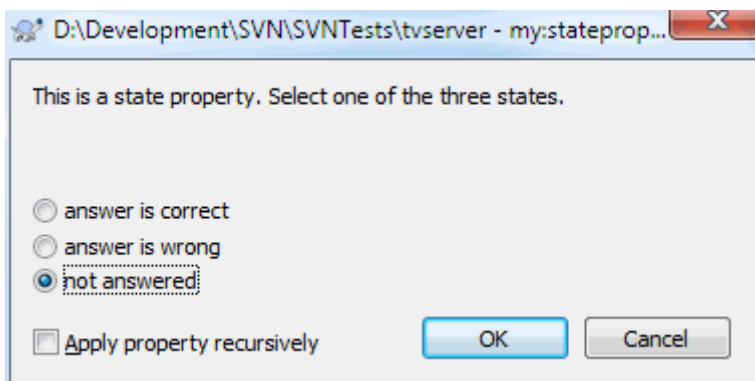 D:\Development\SVN\SVNTests\tvserver - my:stateprop...
This is a state property. Select one of the three states.
answer is correct
answer is wrong
not answered
Apply property recursively
OK
Cancel